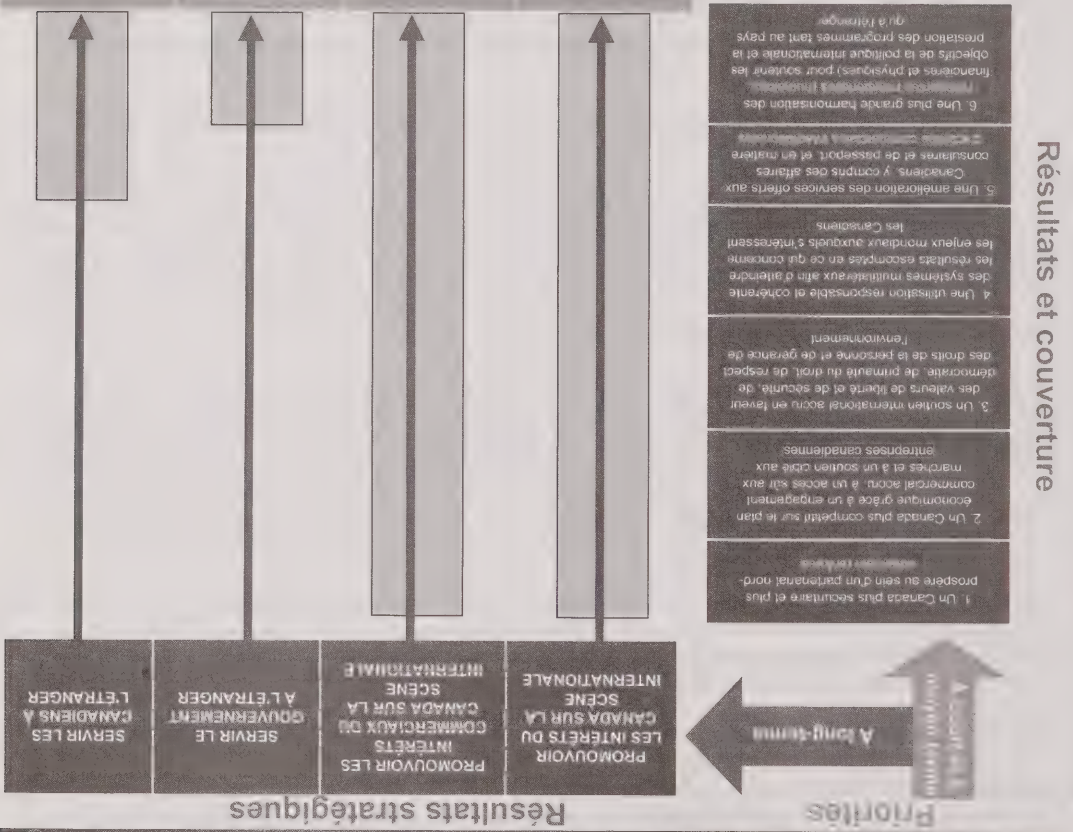 Résultats et couverture
Priorités
Résultats stratégiques
À court et à
moyen terme
À long-terme
PROMOUVOIR
LES INTÉRÊTS DU
CANADA SUR LA
SCÈNE
INTERNATIONALE
PROMOUVOIR LES
INTÉRÊTS
COMMERCIAUX DU
CANADA SUR LA
SCÈNE
INTERNATIONALE
SERVIR LE
GOUVERNEMENT
À L'ÉTRANGER
SERVIR LES
CANADIENS À
L'ÉTRANGER
1. Un Canada plus sécuritaire et plus
prospère au sein d'un partenariat nord-
2. Un Canada plus compétitif sur le plan
économique grâce à un engagement
commercial accru, à un accès sûr aux
marchés et à un soutien ciblé aux
entreprises canadiennes
3. Un soutien international accru en faveur
des valeurs de liberté et de sécurité, de
démocratie, de primauté du droit, de respect
des droits de la personne et de gérance de
l'environnement
4. Une utilisation responsable et cohérente
des systèmes multilatéraux afin d'atteindre
les résultats escomptés en ce qui concerne
les enjeux mondiaux auxquels s'intéressent
les Canadiens
5. Une amélioration des services offerts aux
Canadiens, y compris des affaires
consulaires et de passeport, et en matière
6. Une plus grande harmonisation des
financières et physiques) pour soutenir les
objectifs de la politique internationale et la
prestation des programmes tant au pays
qu'à l'étranger